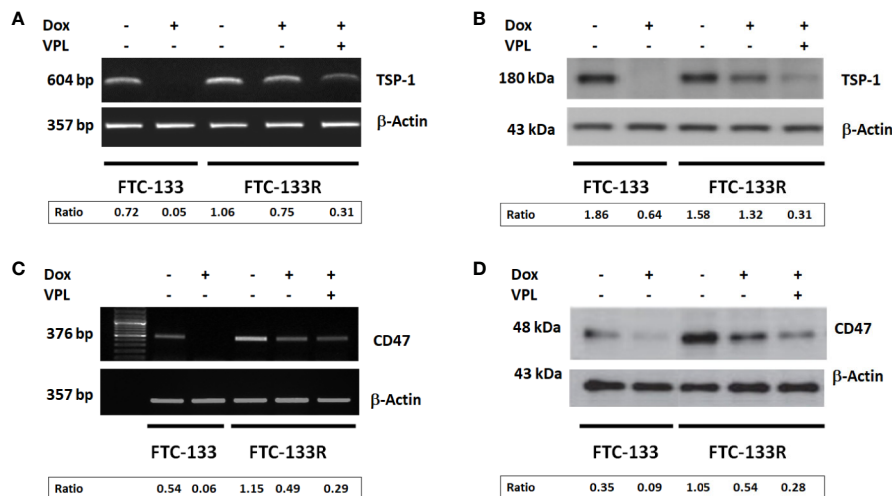 A
Dox - + - + +
VPL - - - - +
604 bp TSP-1
357 bp β-Actin
FTC-133 FTC-133R
Ratio 0.72 0.05 1.06 0.75 0.31
B
Dox - + - + +
VPL - - - - +
180 kDa TSP-1
43 kDa β-Actin
FTC-133 FTC-133R
Ratio 1.86 0.64 1.58 1.32 0.31
C
Dox - + - + +
VPL - - - - +
376 bp CD47
357 bp β-Actin
FTC-133 FTC-133R
Ratio 0.54 0.06 1.15 0.49 0.29
D
Dox - + - + +
VPL - - - - +
48 kDa CD47
43 kDa β-Actin
FTC-133 FTC-133R
Ratio 0.35 0.09 1.05 0.54 0.28